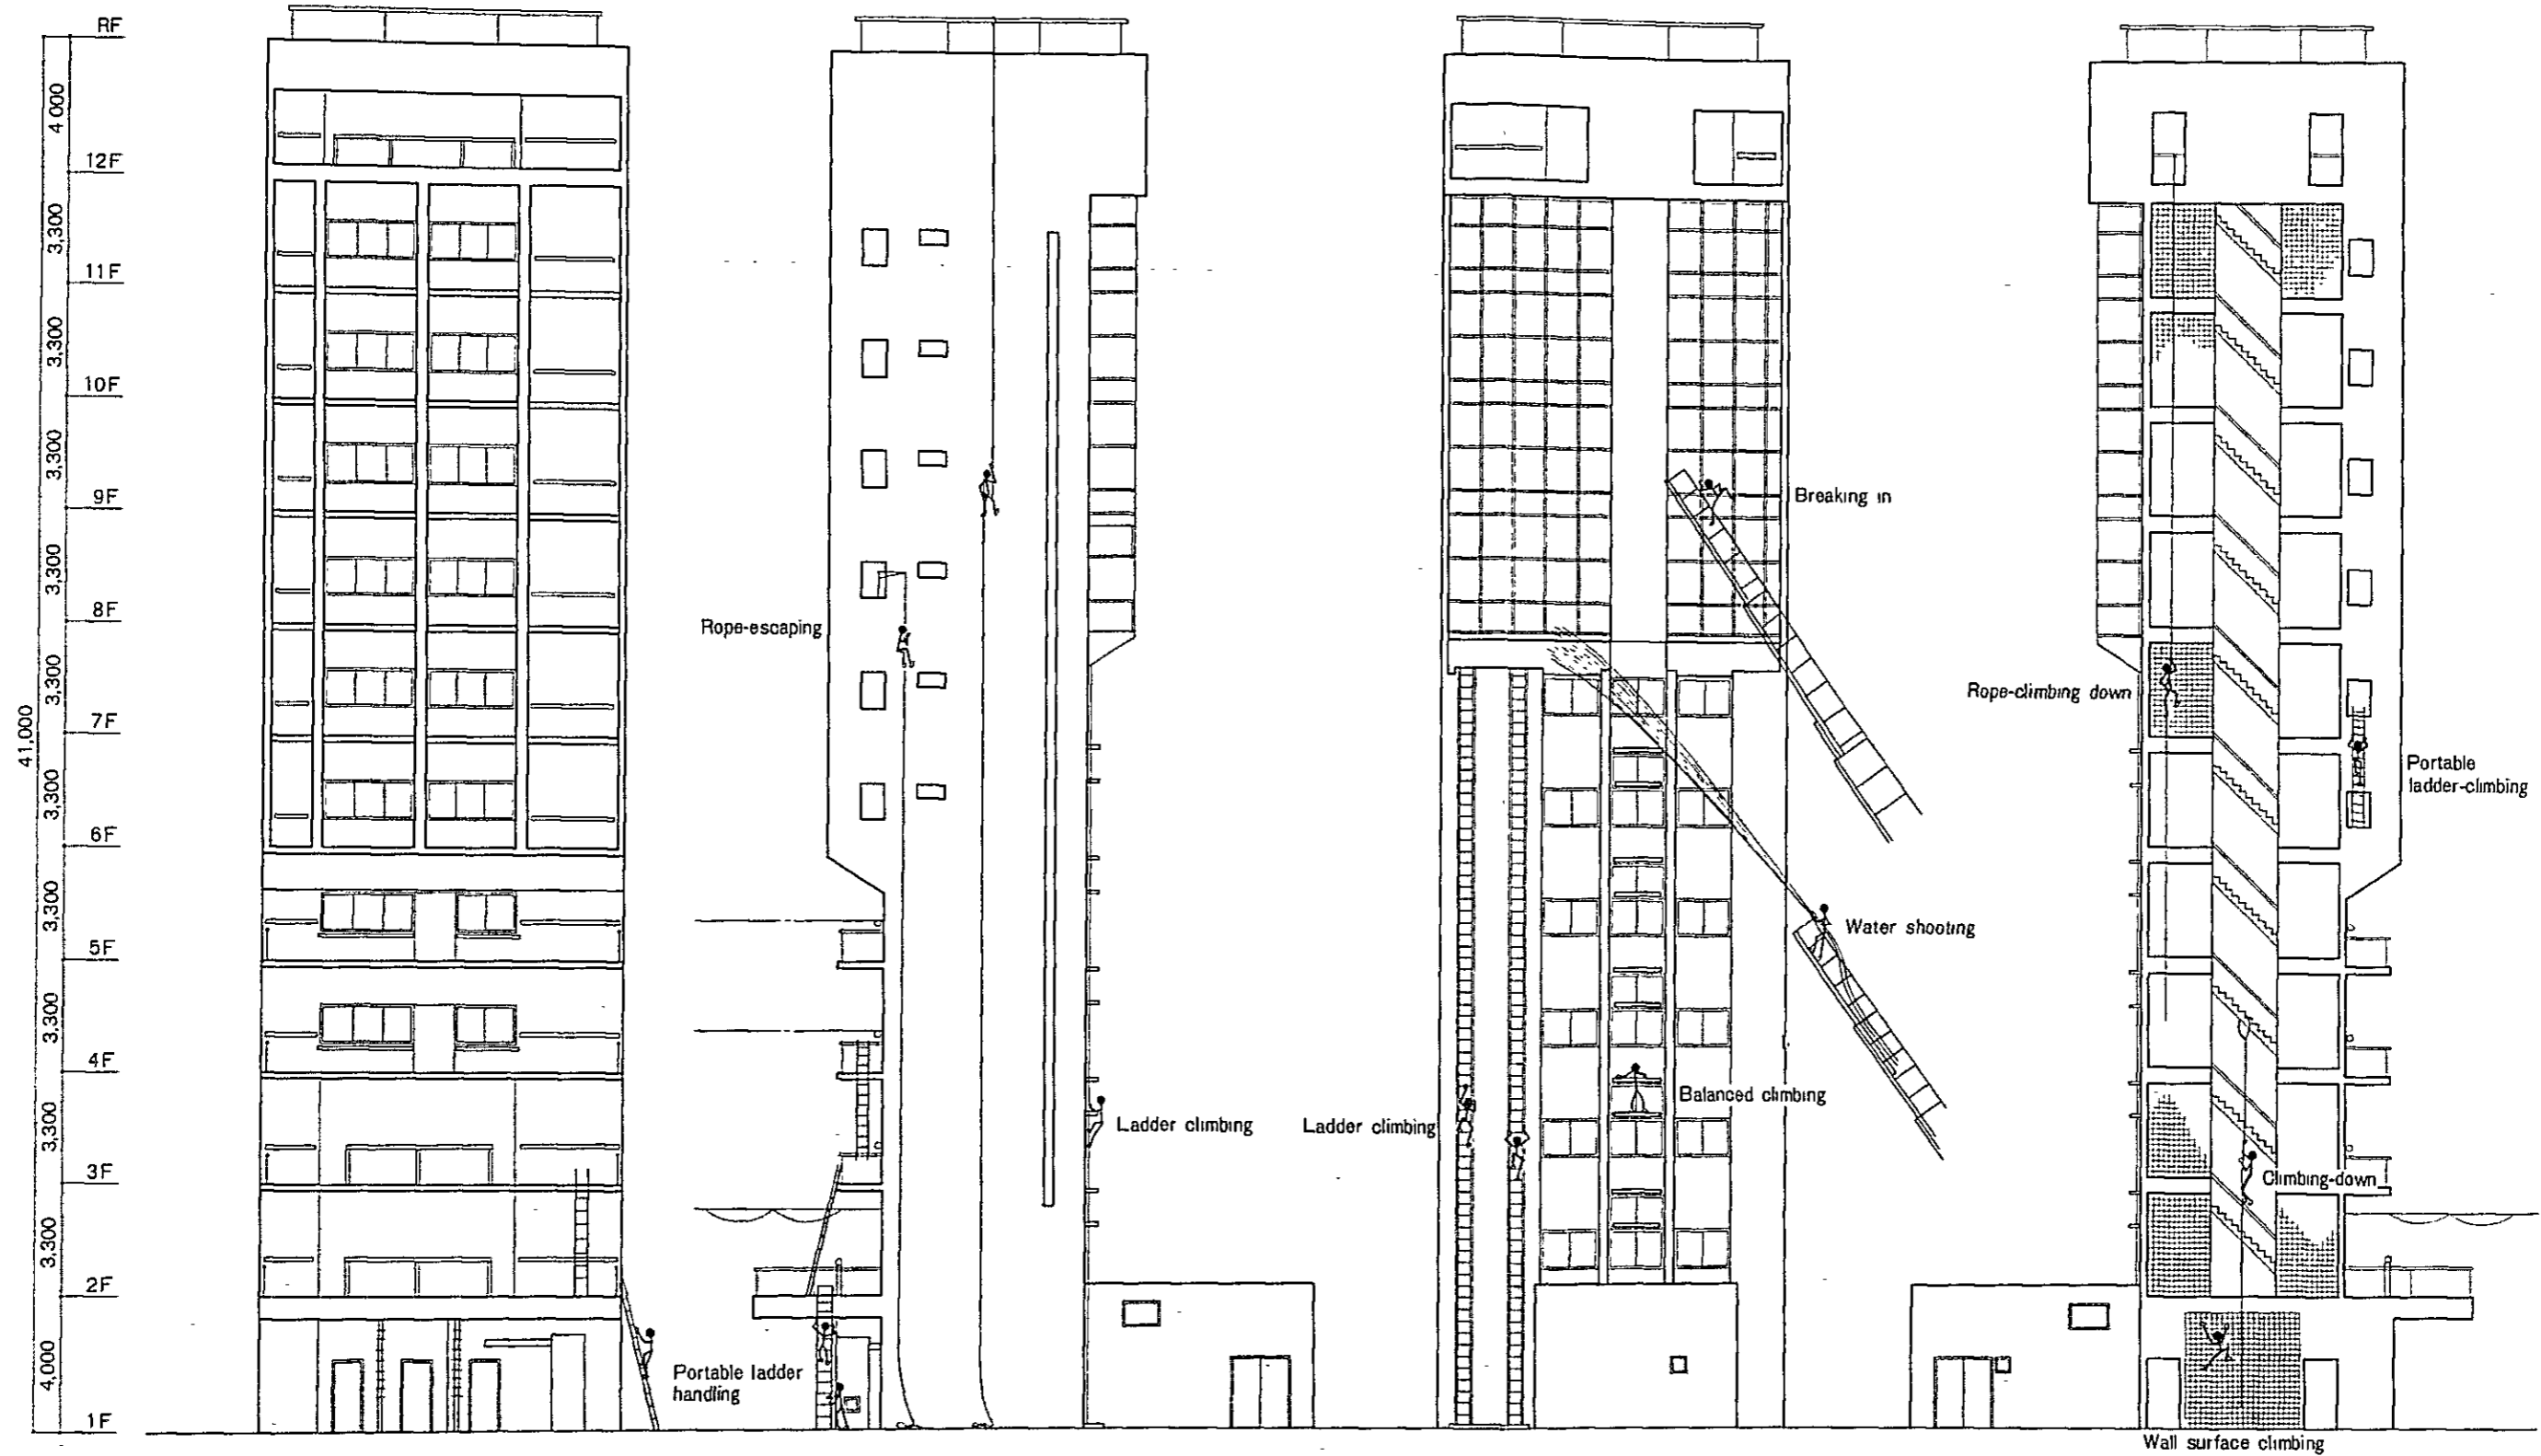 RF
4 000
12F
3,300
11F
3,300
10F
3,300
9F
3,300
8F
3,300
7F
3,300
6F
3,300
5F
3,300
4F
3,300
3F
3,300
2F
4,000
1F
41,000
Portable ladder
handling
Rope-escaping
Ladder climbing
Ladder climbing
Breaking in
Water shooting
Balanced climbing
Rope-climbing down
Portable
ladder-climbing
Climbing-down
Wall surface climbing